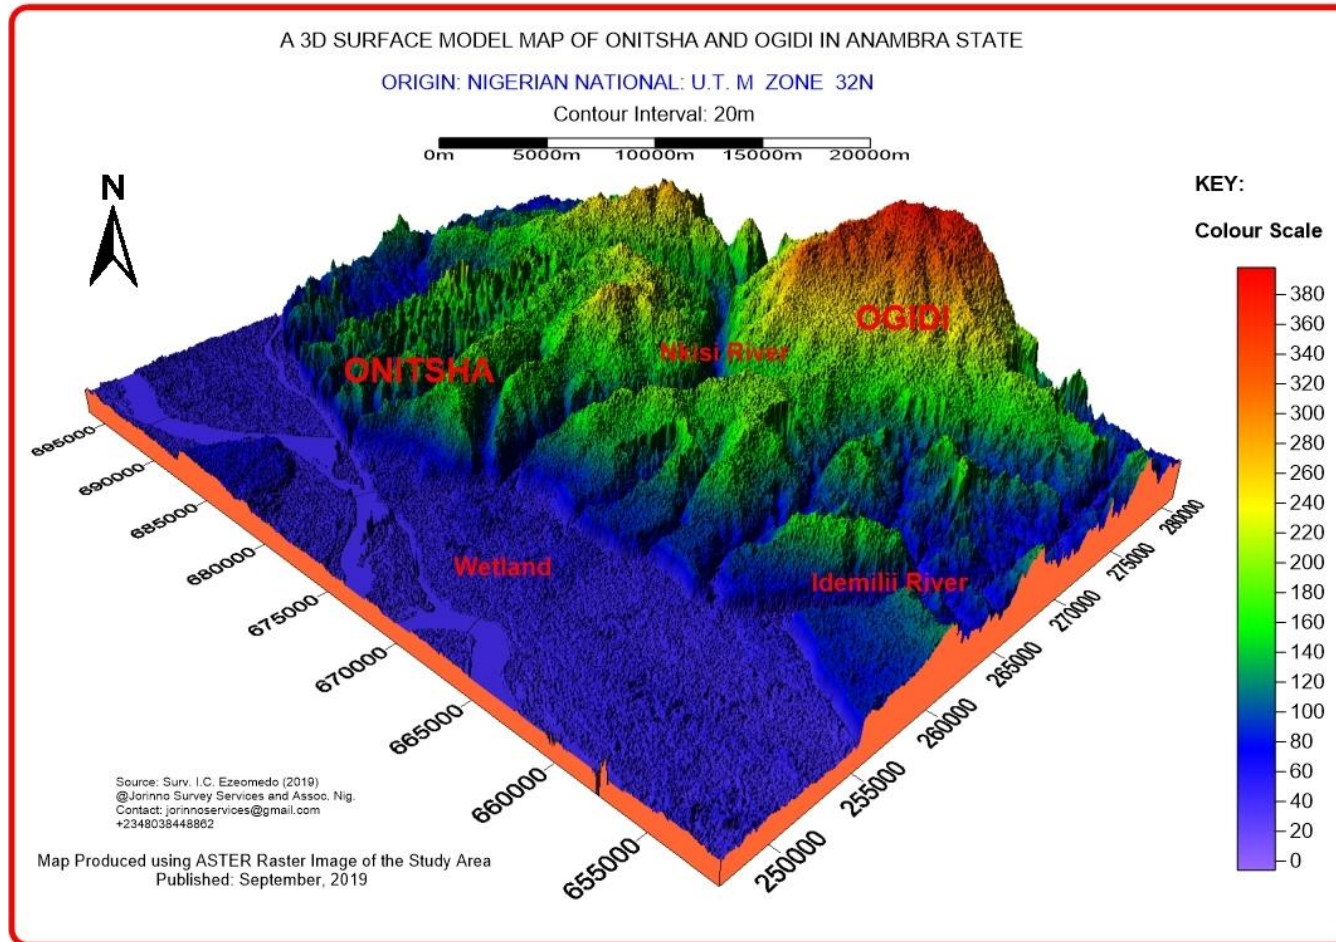 A 3D SURFACE MODEL MAP OF ONITSHA AND OGIDI IN ANAMBRA STATE
ORIGIN: NIGERIAN NATIONAL: U.T. M ZONE 32N
Contour Interval: 20m
0m 5000m 10000m 15000m 20000m
N
KEY:
Colour Scale
380
360
340
320
300
280
260
240
220
200
180
160
140
120
100
80
60
40
20
0
OGIDI
Nkisi River
ONITSHA
Wetland
Idemilii River
695000
690000
685000
680000
675000
670000
665000
660000
655000
250000
255000
260000
265000
270000
275000
280000
Source: Surv. I.C. Ezeomedo (2019)
@Jorinno Survey Services and Assoc. Nig.
Contact: jorinnoservices@gmail.com
+2348038448862
Map Produced using ASTER Raster Image of the Study Area
Published: September, 2019